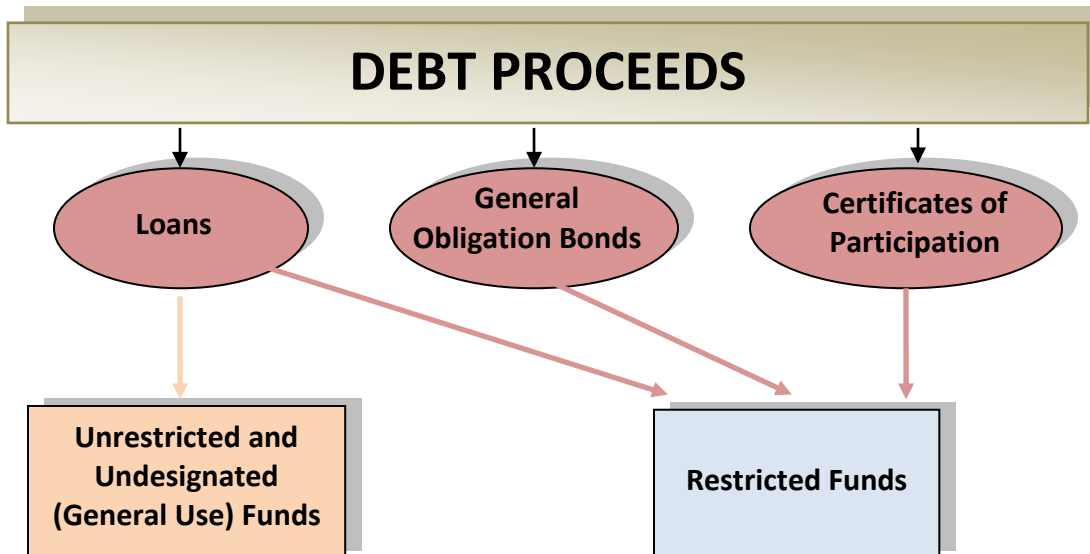 DEBT PROCEEDS
Loans
General
Obligation Bonds
Certificates of
Participation
Unrestricted and
Undesignated
(General Use) Funds
Restricted Funds